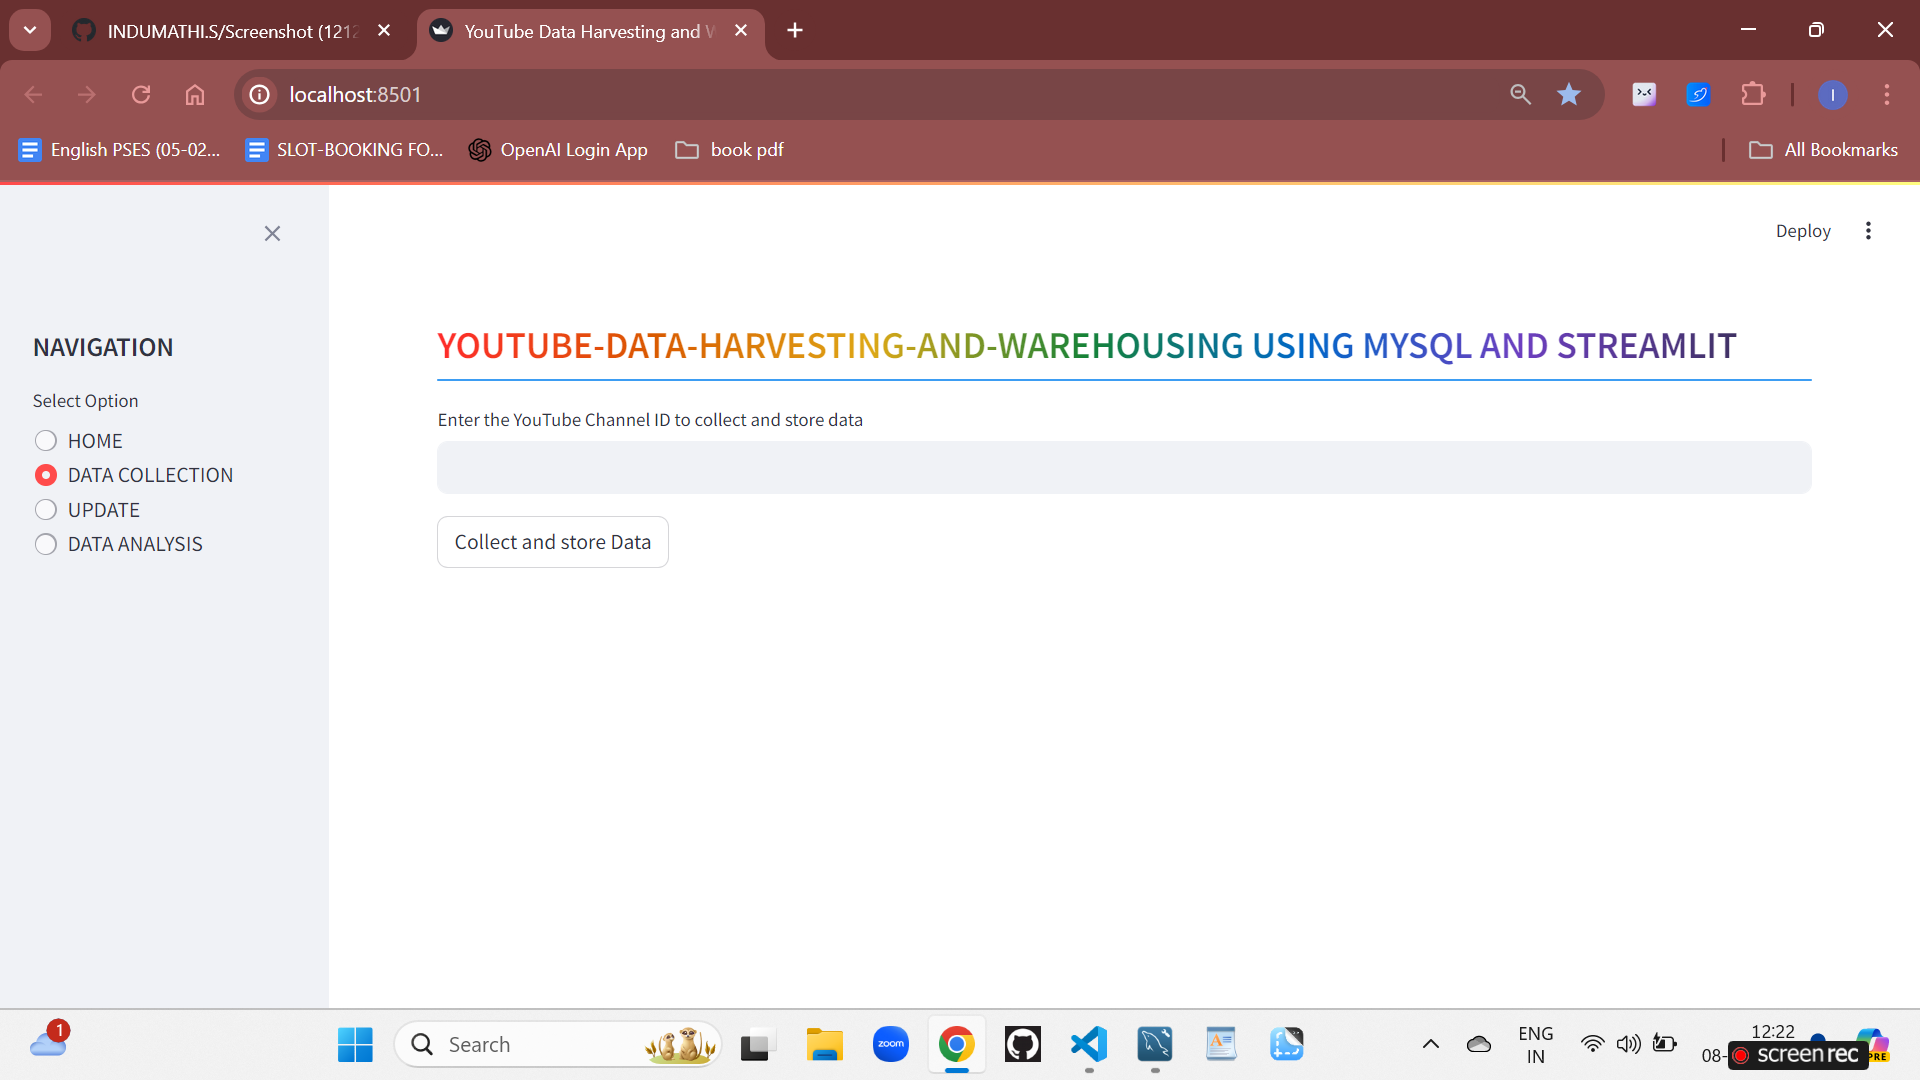 INDUMATHI.S/Screenshot (1212
YouTube Data Harvesting and W
localhost:8501
English PSES (05-02...
SLOT-BOOKING FO...
OpenAI Login App
book pdf
All Bookmarks
I
Deploy
NAVIGATION
Select Option
HOME
DATA COLLECTION
UPDATE
DATA ANALYSIS
YOUTUBE-DATA-HARVESTING-AND-WAREHOUSING USING MYSQL AND STREAMLIT
Enter the YouTube Channel ID to collect and store data
Collect and store Data
1
Search
zoom
ENG
IN
12:22
08-
screenrec
PRE